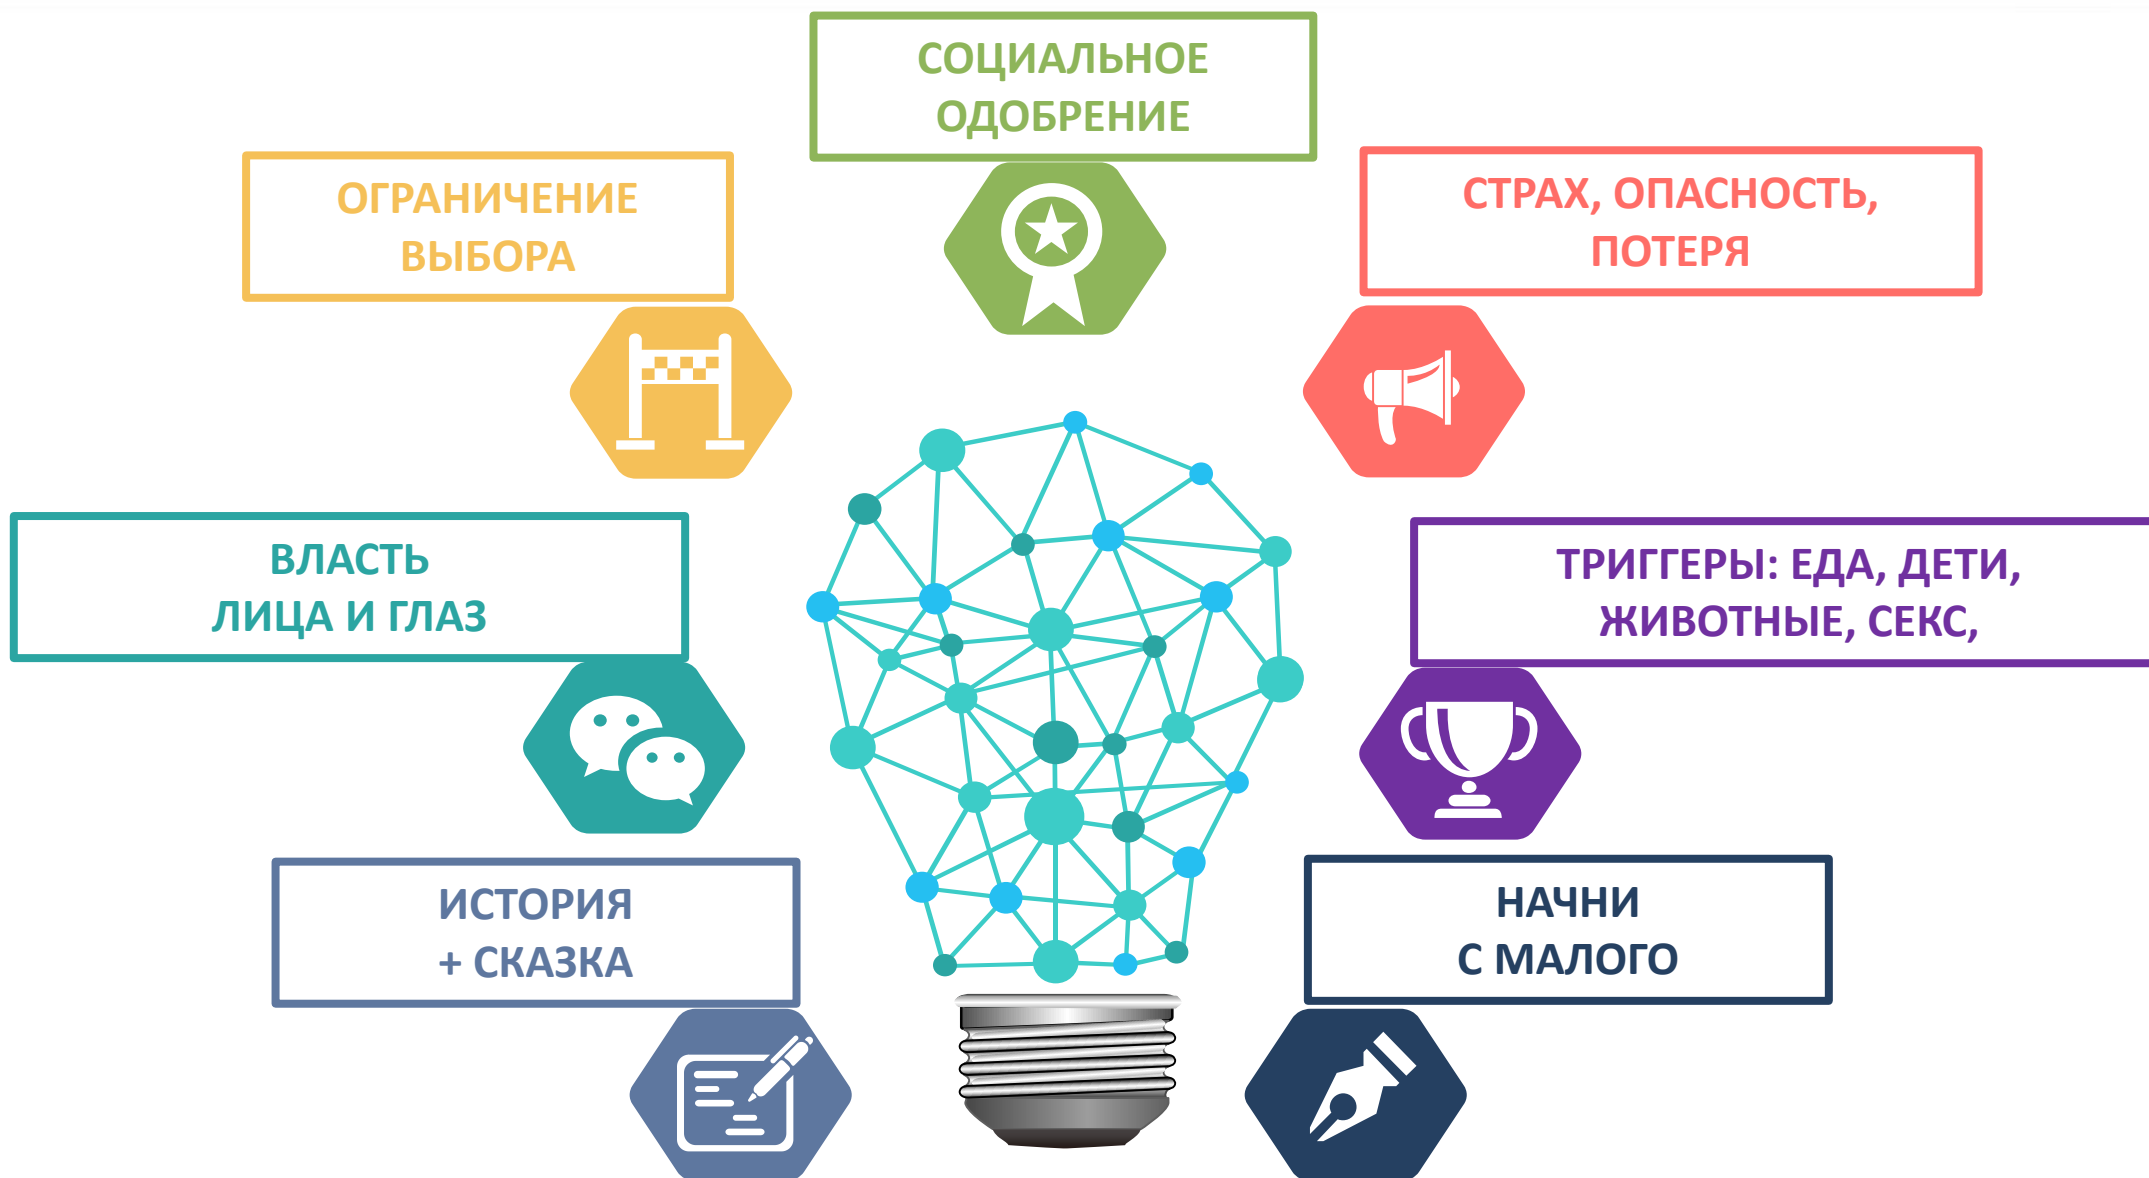 СОЦИАЛЬНОЕ
ОДОБРЕНИЕ
ОГРАНИЧЕНИЕ
ВЫБОРА
СТРАХ, ОПАСНОСТЬ,
ПОТЕРЯ
ВЛАСТЬ
ЛИЦА И ГЛАЗ
ТРИГГЕРЫ: ЕДА, ДЕТИ,
ЖИВОТНЫЕ, СЕКС,
ИСТОРИЯ
+ СКАЗКА
НАЧНИ
С МАЛОГО